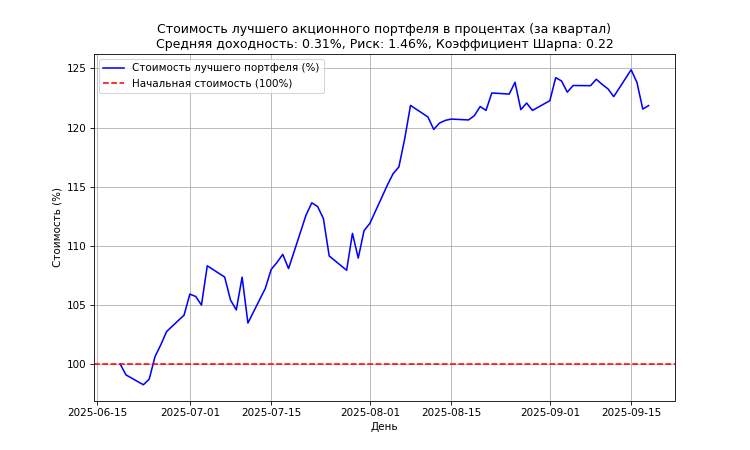 Стоимость лучшего акционного портфеля в процентах (за квартал)
Средняя доходность: 0.31%, Риск: 1.46%, Коэффициент Шарпа: 0.22
Стоимость лучшего портфеля (%)
Начальная стоимость (100%)
Стоимость (%)
125
120
115
110
105
100
2025-06-15
2025-07-01
2025-07-15
2025-08-01
2025-08-15
2025-09-01
2025-09-15
День